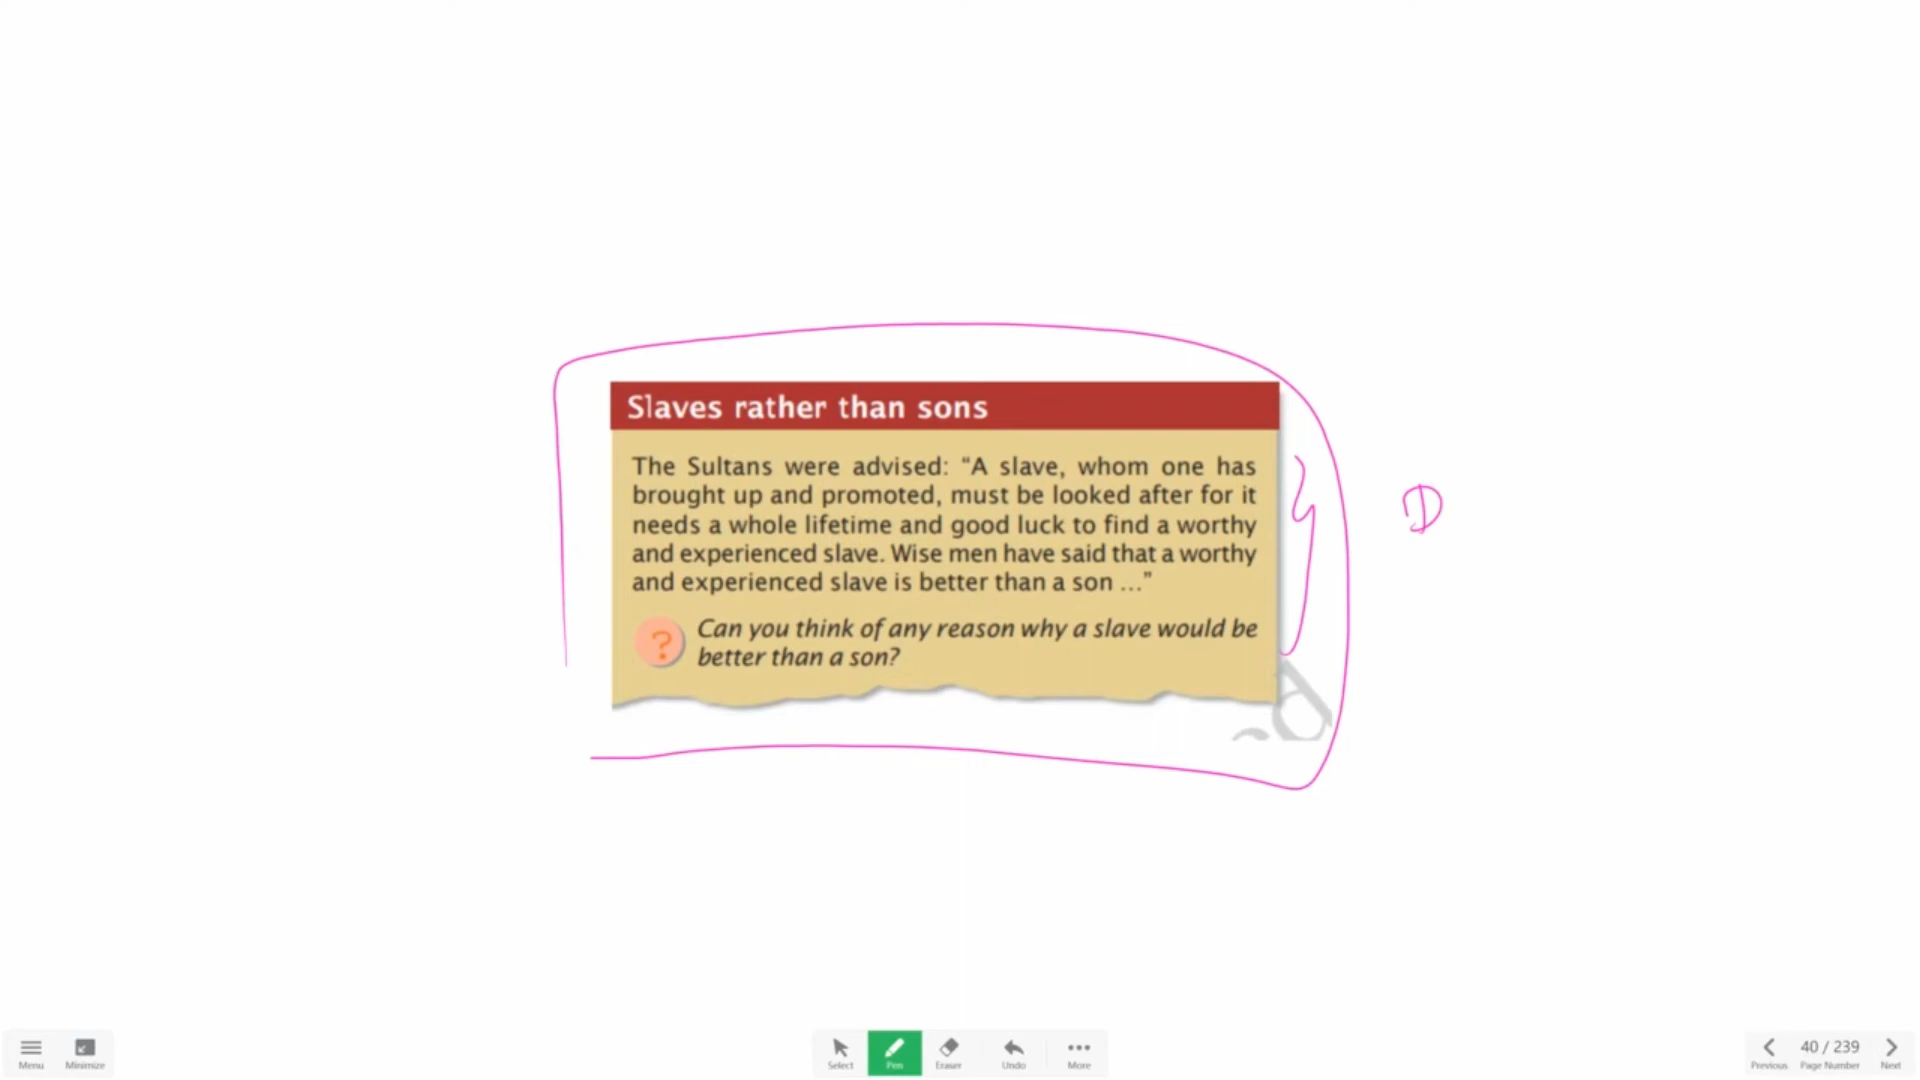 Slaves rather than sons
The Sultans were advised: “A slave, whom one has
brought up and promoted, must be looked after for it
needs a whole lifetime and good luck to find a worthy
and experienced slave. Wise men have said that a worthy
and experienced slave is better than a son ...”
?
Can you think of any reason why a slave would be
better than a son?
D
Menu
Minimize
Select
Pen
Eraser
Undo
More
40 / 239
Previous
Page Number
Next